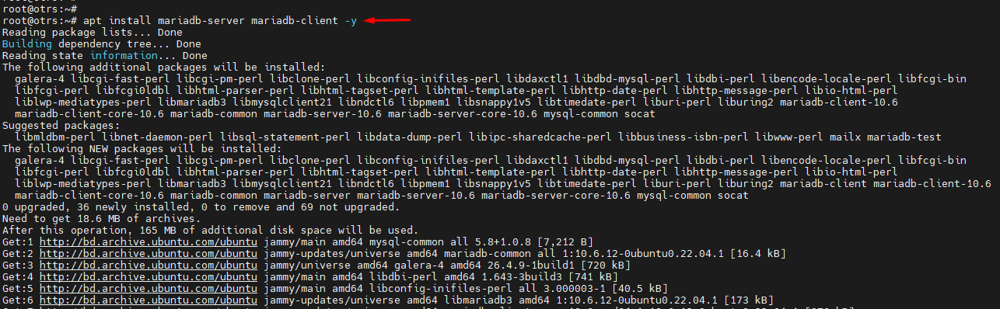 root@otrs:~#
root@otrs:~#
root@otrs:~# apt install mariadb-server mariadb-client -y
Reading package lists... Done
Building dependency tree... Done
Reading state information... Done
The following additional packages will be installed:
  galera-4 libcgi-fast-perl libcgi-pm-perl libclone-perl libconfig-inifiles-perl libdaxctl1 libdbd-mysql-perl libdbi-perl libencode-locale-perl libfcgi-bin
  libfcgi-perl libfcgi0ldbl libhtml-parser-perl libhtml-tagset-perl libhtml-template-perl libhttp-date-perl libhttp-message-perl libio-html-perl
  liblwp-mediatypes-perl libmariadb3 libmysqlclient21 libndctl6 libpmem1 libsnappy1v5 libtimedate-perl liburi-perl liburing2 mariadb-client-10.6
  mariadb-client-core-10.6 mariadb-common mariadb-server-10.6 mariadb-server-core-10.6 mysql-common socat
Suggested packages:
  libmldbm-perl libnet-daemon-perl libsql-statement-perl libdata-dump-perl libipc-sharedcache-perl libbusiness-isbn-perl libwww-perl mailx mariadb-test
The following NEW packages will be installed:
  galera-4 libcgi-fast-perl libcgi-pm-perl libclone-perl libconfig-inifiles-perl libdaxctl1 libdbd-mysql-perl libdbi-perl libencode-locale-perl libfcgi-bin
  libfcgi-perl libfcgi0ldbl libhtml-parser-perl libhtml-tagset-perl libhtml-template-perl libhttp-date-perl libhttp-message-perl libio-html-perl
  liblwp-mediatypes-perl libmariadb3 libmysqlclient21 libndctl6 libpmem1 libsnappy1v5 libtimedate-perl liburi-perl liburing2 mariadb-client mariadb-client-10.6
  mariadb-client-core-10.6 mariadb-common mariadb-server mariadb-server-10.6 mariadb-server-core-10.6 mysql-common socat
0 upgraded, 36 newly installed, 0 to remove and 69 not upgraded.
Need to get 18.6 MB of archives.
After this operation, 165 MB of additional disk space will be used.
Get:1 http://bd.archive.ubuntu.com/ubuntu jammy/main amd64 mysql-common all 5.8+1.0.8 [7,212 B]
Get:2 http://bd.archive.ubuntu.com/ubuntu jammy-updates/universe amd64 mariadb-common all 1:10.6.12-0ubuntu0.22.04.1 [16.4 kB]
Get:3 http://bd.archive.ubuntu.com/ubuntu jammy/universe amd64 galera-4 amd64 26.4.9-1build1 [720 kB]
Get:4 http://bd.archive.ubuntu.com/ubuntu jammy/main amd64 libdbi-perl amd64 1.643-3build3 [741 kB]
Get:5 http://bd.archive.ubuntu.com/ubuntu jammy/main amd64 libconfig-inifiles-perl all 3.000003-1 [40.5 kB]
Get:6 http://bd.archive.ubuntu.com/ubuntu jammy-updates/universe amd64 libmariadb3 amd64 1:10.6.12-0ubuntu0.22.04.1 [173 kB]